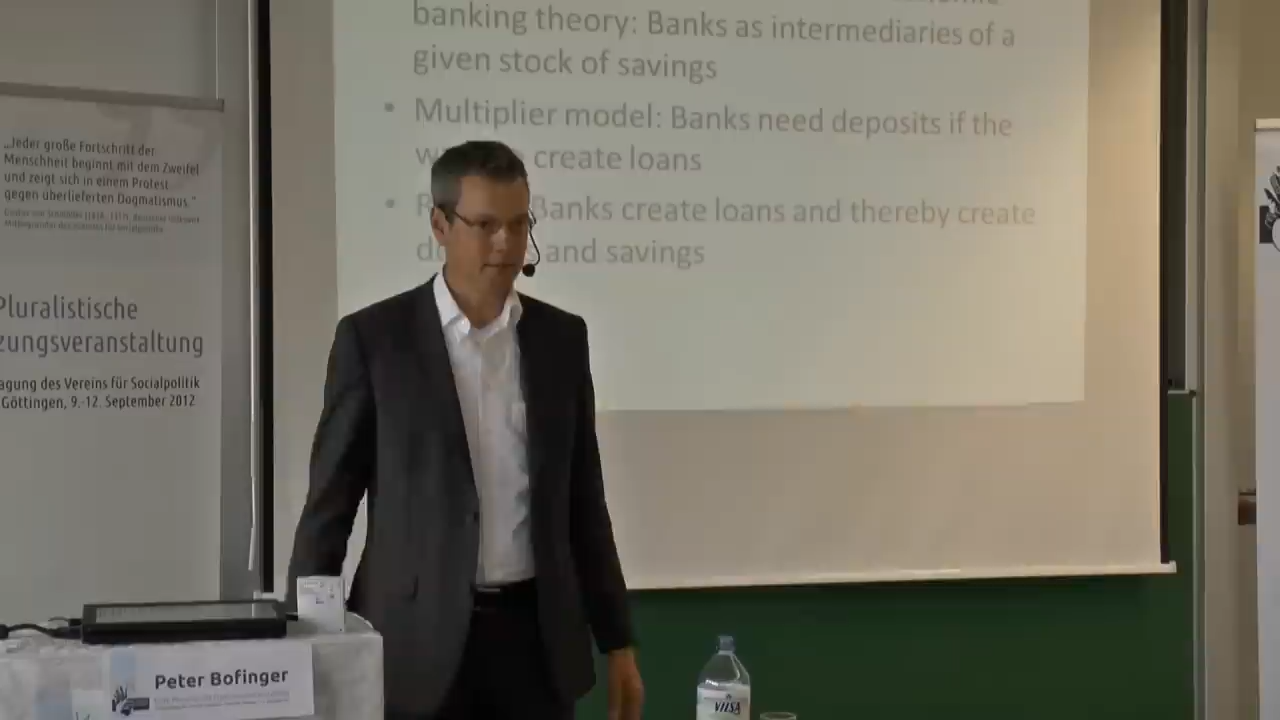 banking theory: Banks as intermediaries of a
given stock of savings
• Multiplier model: Banks need deposits if the
create loans
• Banks create loans and thereby create
and savings
„Jeder große Fortschritt der
Menschheit beginnt mit dem Zweifel
und zeigt sich in einem Protest
gegen überlieferten Dogmatismus."
Pluralistische
zungsveranstaltung
agung des Vereins für Socialpolitik
Göttingen, 9.-12. September 2012
Peter Bofinger
VILSA